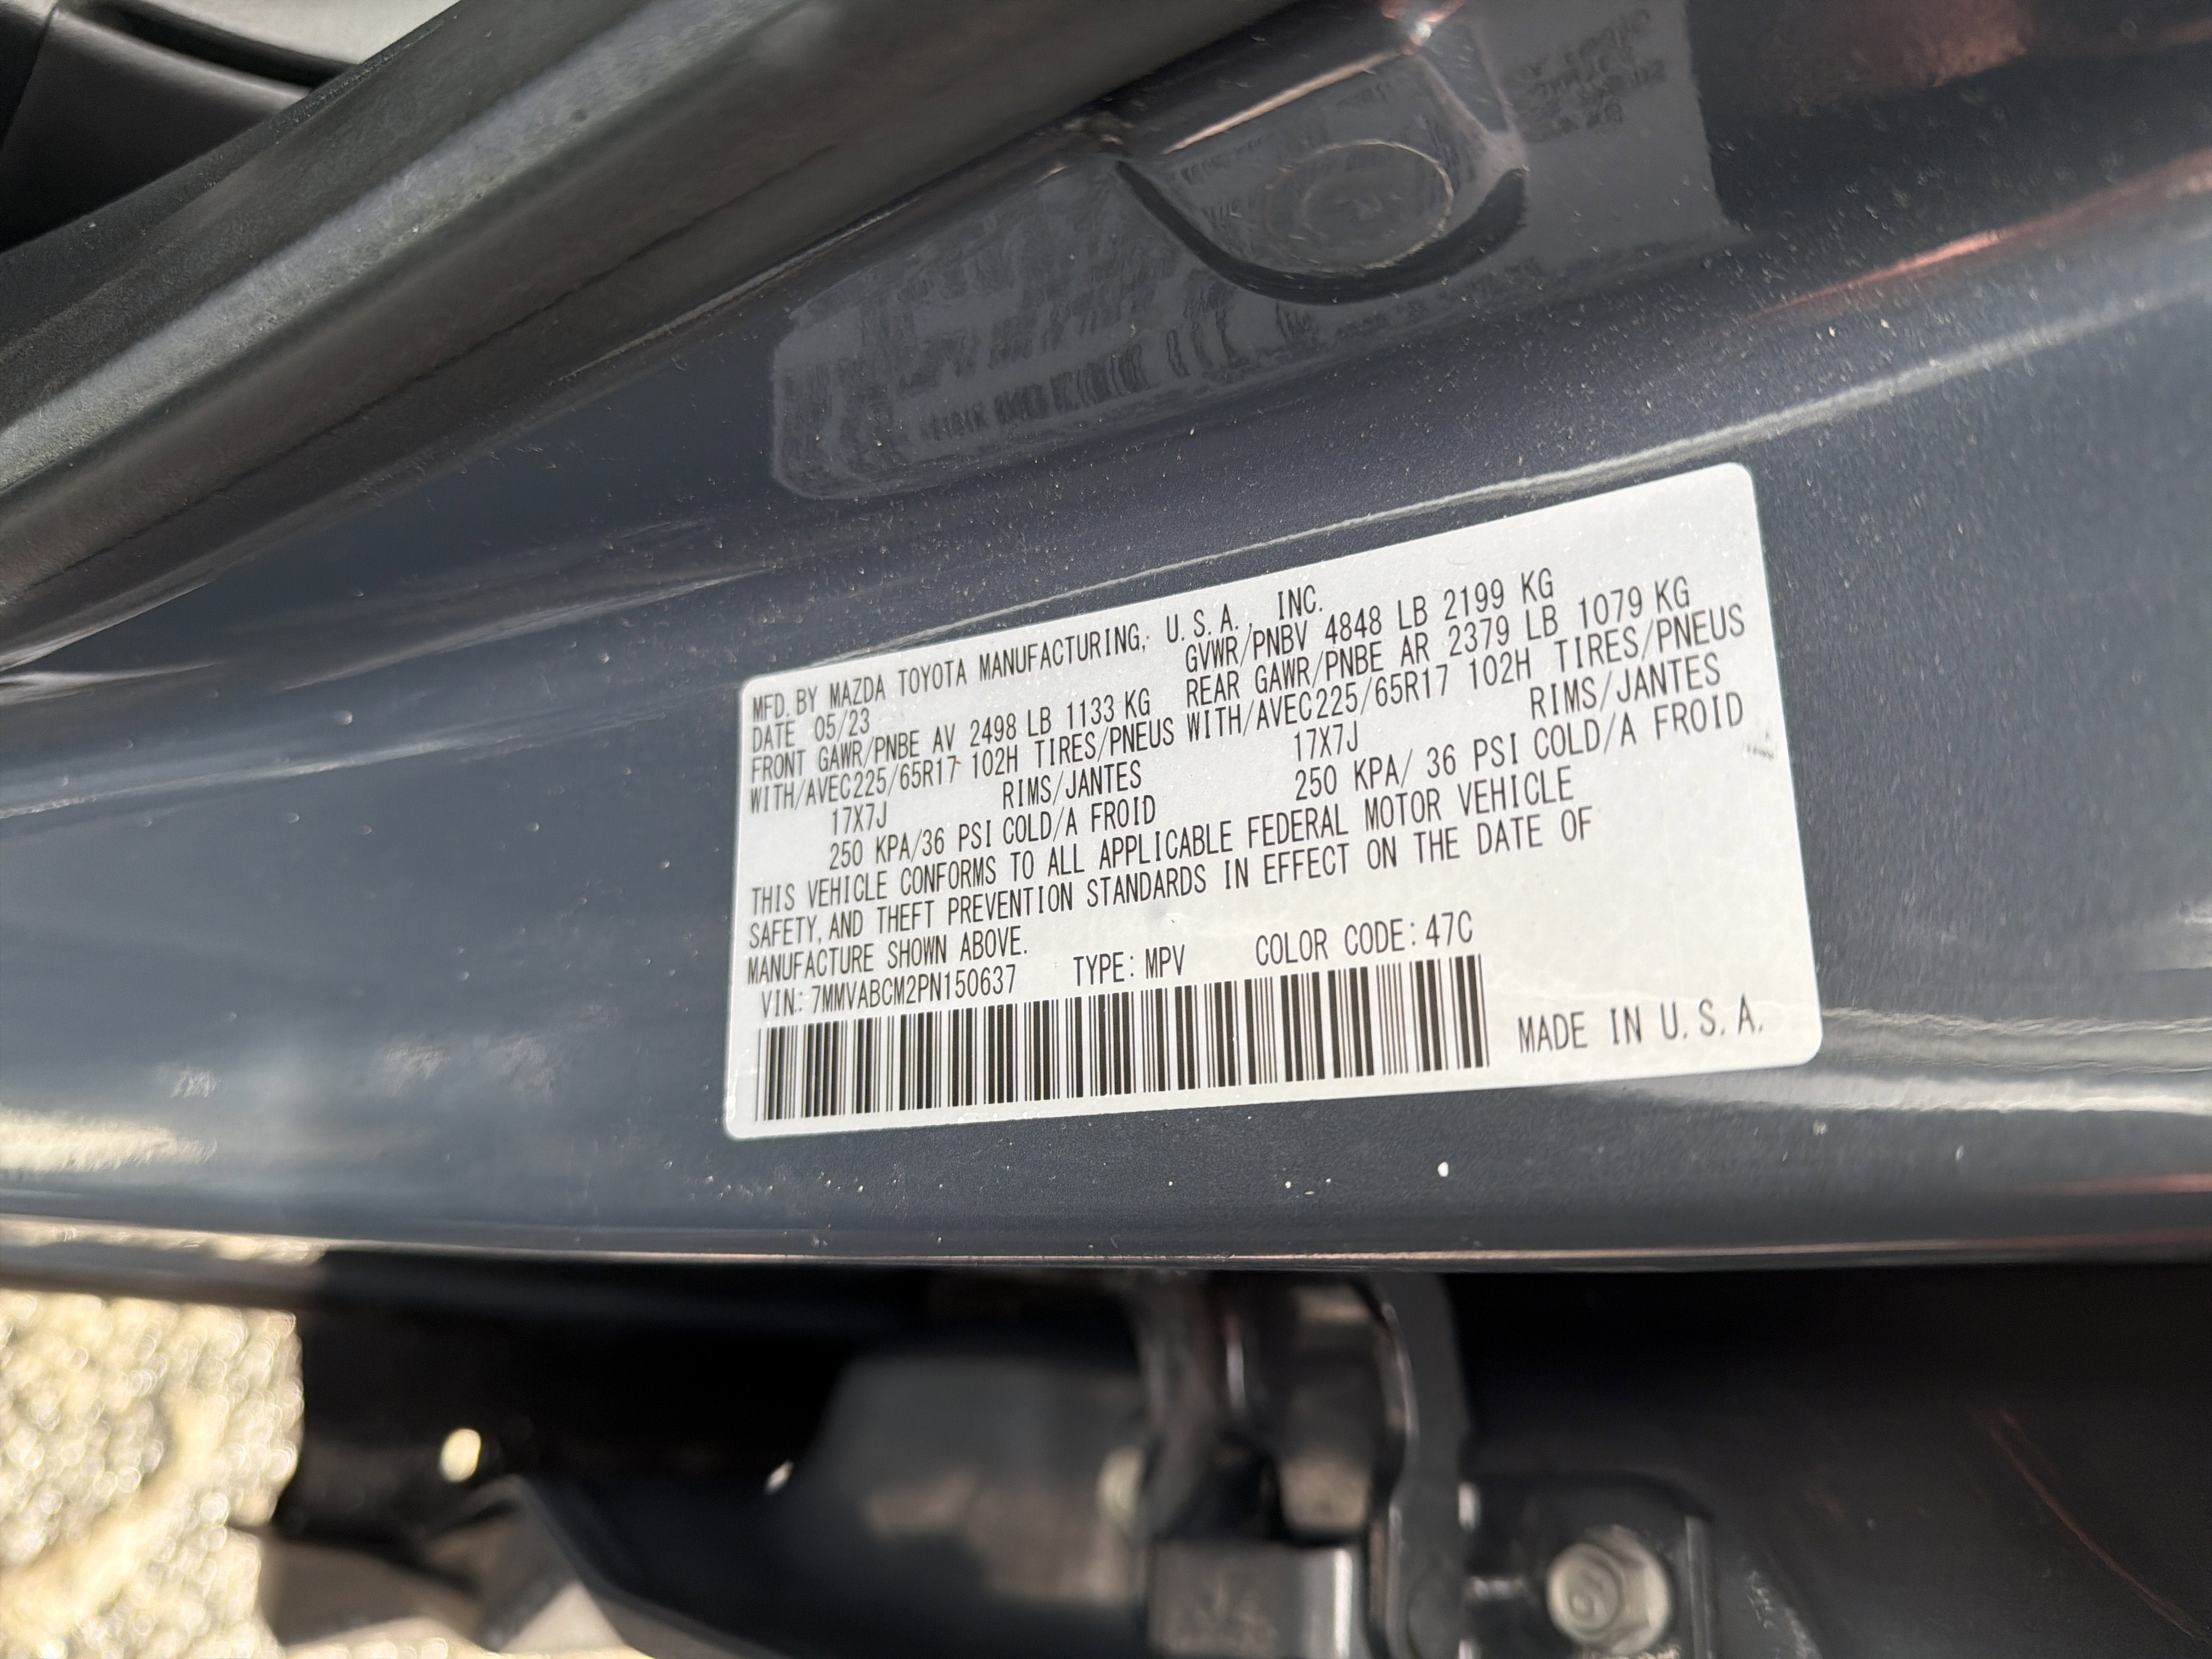 MFD. BY MAZDA TOYOTA MANUFACTURING, U.S.A., INC.
DATE 05/23 GVWR/PNBV 4848 LB 2199 KG
FRONT GAWR/PNBE AV 2498 LB 1133 KG REAR GAWR/PNBE AR 2379 LB 1079 KG
WITH/AVEC225/65R17 102H TIRES/PNEUS WITH/AVEC225/65R17 102H TIRES/PNEUS
17X7J RIMS/JANTES 17X7J RIMS/JANTES
250 KPA/36 PSI COLD/A FROID 250 KPA/ 36 PSI COLD/A FROID
THIS VEHICLE CONFORMS TO ALL APPLICABLE FEDERAL MOTOR VEHICLE
SAFETY, AND THEFT PREVENTION STANDARDS IN EFFECT ON THE DATE OF
MANUFACTURE SHOWN ABOVE.
VIN: 7MMVABCM2PN150637 TYPE: MPV COLOR CODE: 47C
MADE IN U.S.A.